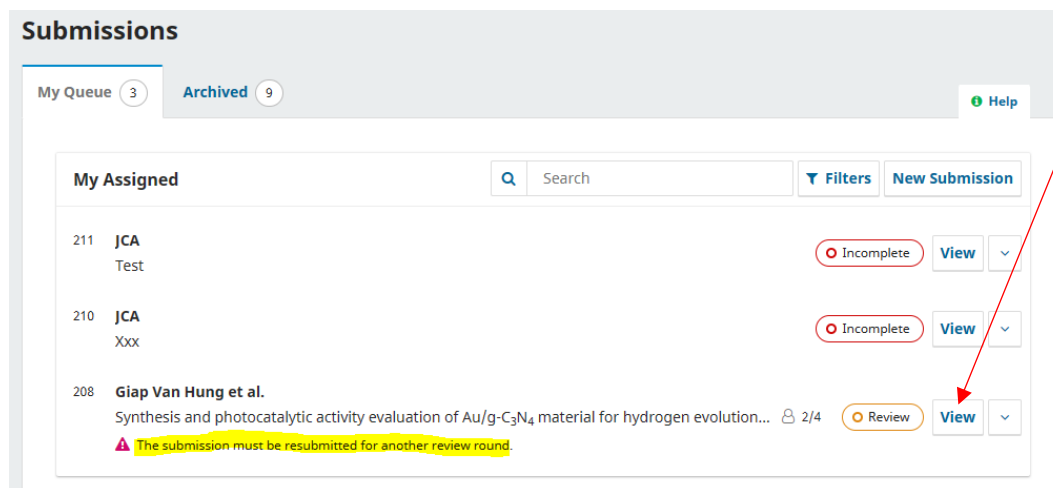 Submissions
My Queue 3 Archived 9
Help
My Assigned Search Filters New Submission
211 JCA
Test Incomplete View
210 JCA
Xxx Incomplete View
208 Giap Van Hung et al.
Synthesis and photocatalytic activity evaluation of Au/g-C₃N₄ material for hydrogen evolution... 2/4 Review View
The submission must be resubmitted for another review round.